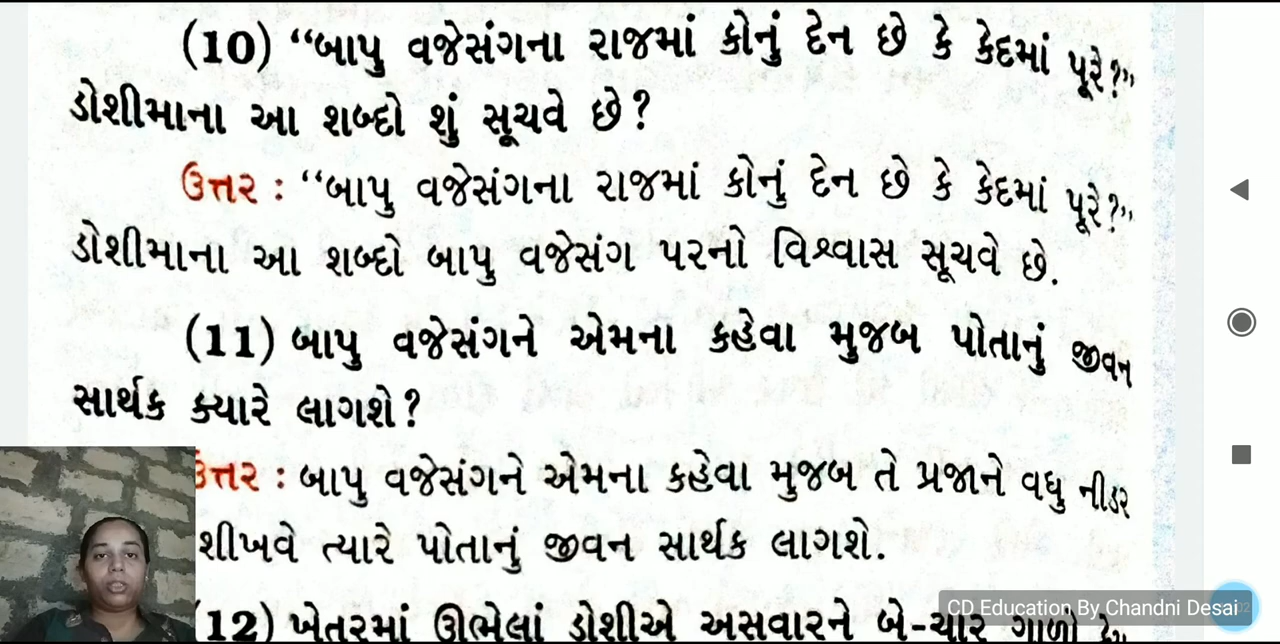 (10) “બાપુ વજેસંગના રાજમાં કોનું દેન છે કે કેદમાં પૂરે?”
ડોશીમાના આ શબ્દો શું સૂચવે છે?
ઉત્તર : “બાપુ વજેસંગના રાજમાં કોનું દેન છે કે કેદમાં પૂરે?”
ડોશીમાના આ શબ્દો બાપુ વજેસંગ પરનો વિશ્વાસ સૂચવે છે.
(11) બાપુ વજેસંગને એમના કહેવા મુજબ પોતાનું જીવન
સાર્થક ક્યારે લાગશે?
ઉત્તર : બાપુ વજેસંગને એમના કહેવા મુજબ તે પ્રજાને વધુ નીડર
શીખવે ત્યારે પોતાનું જીવન સાર્થક લાગશે.
(12) ખેતરમાં ઊભેલાં ડોશીએ અસવારને બે-ચાર ગાળો
CD Education By Chandni Desai